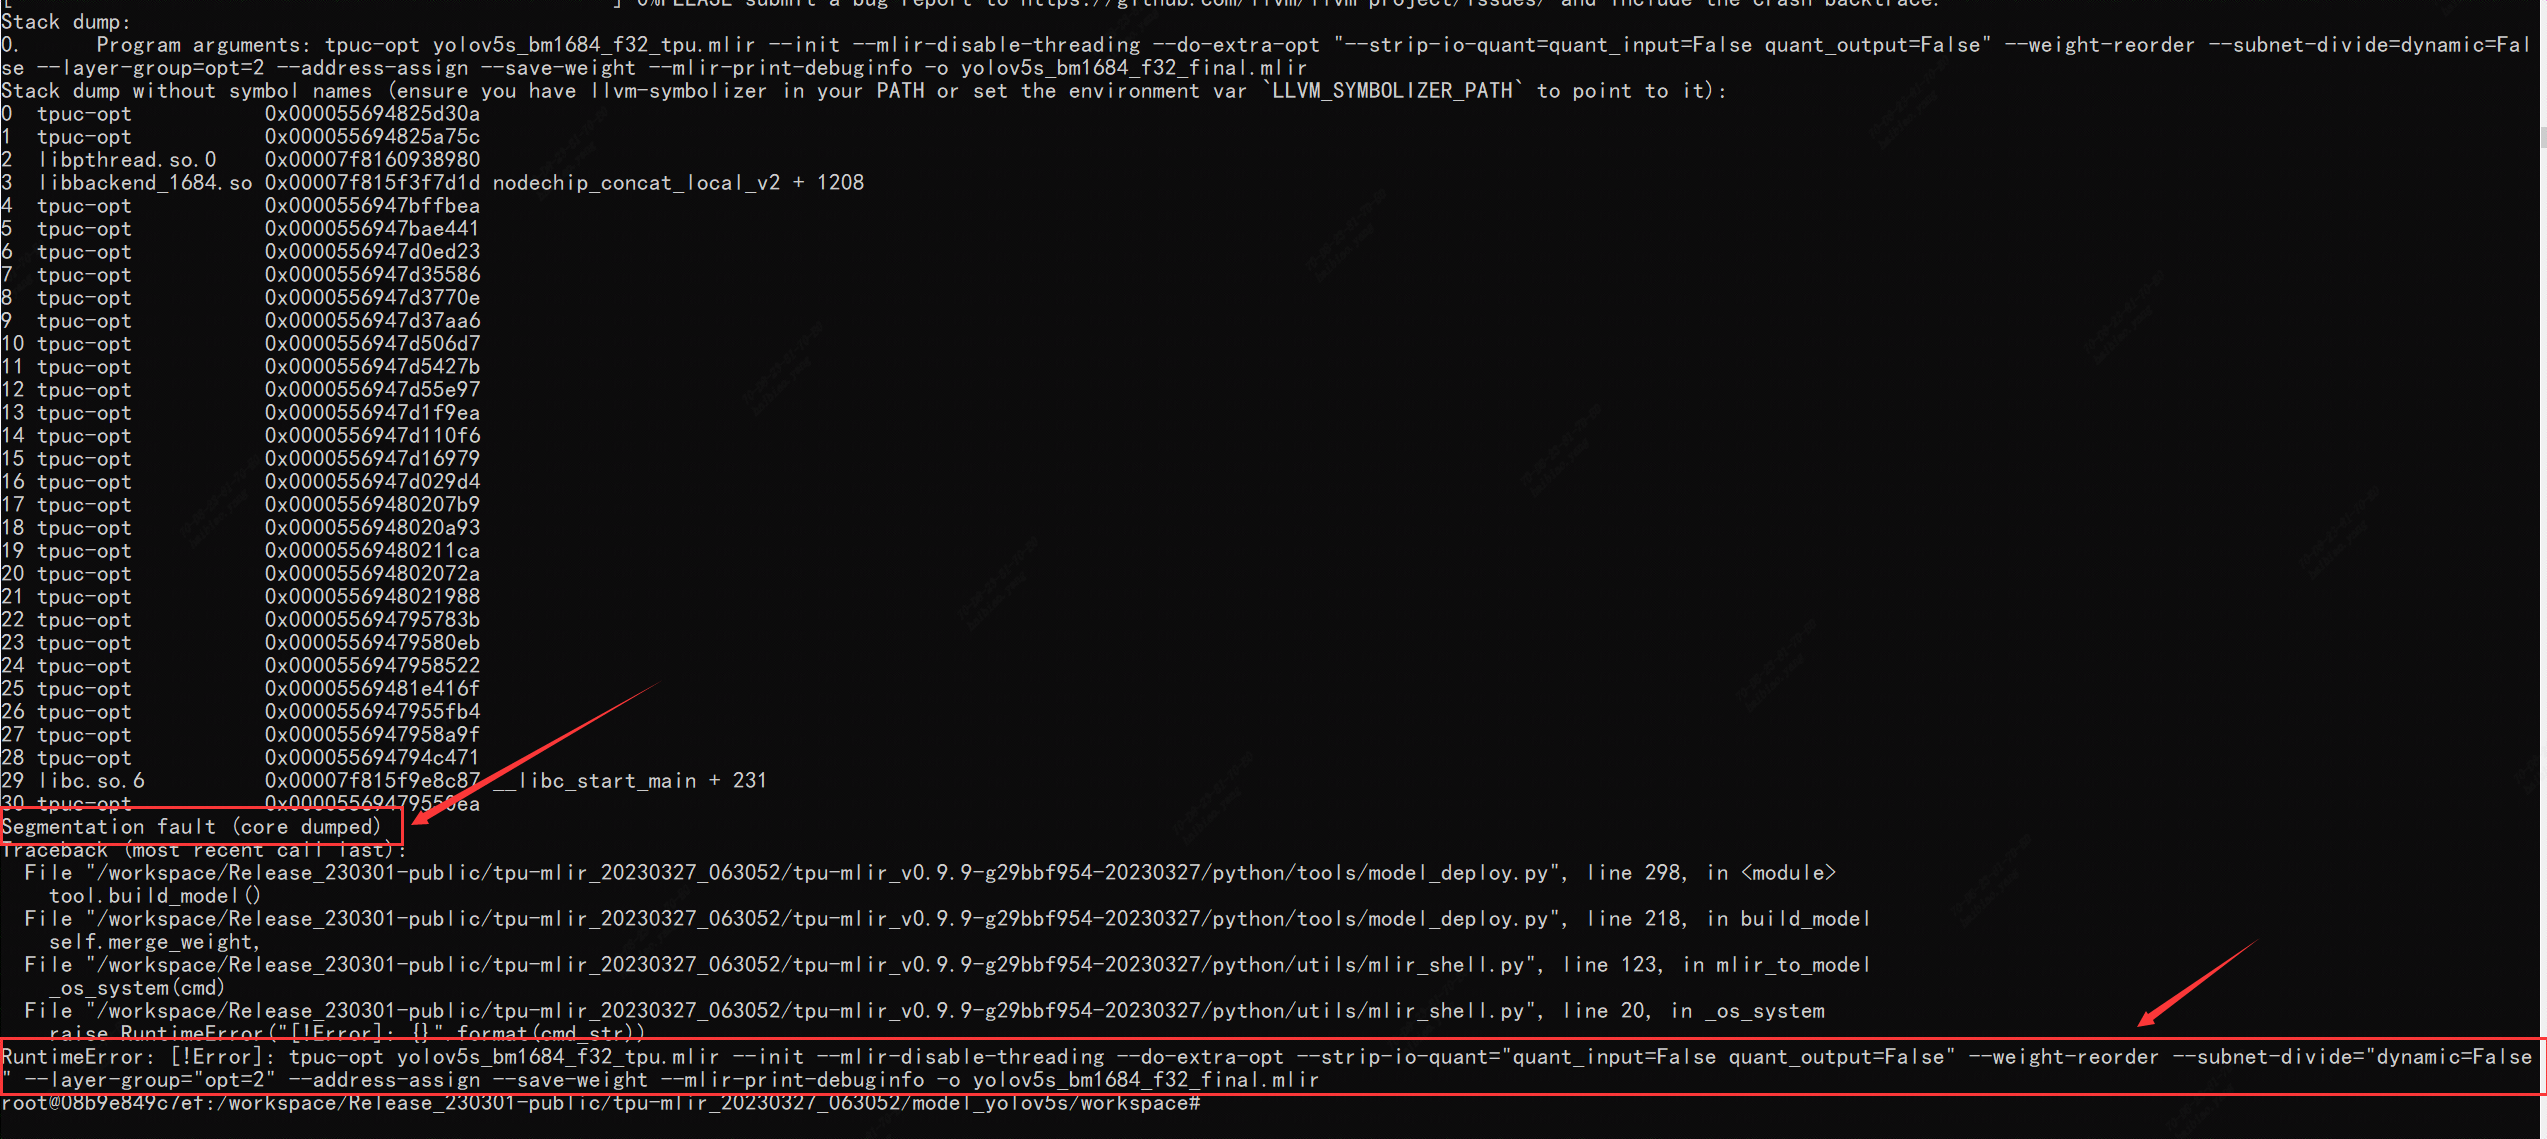 ] 0%PLEASE submit a bug report to https://github.com/llvm/llvm-project/issues/ and include the crash backtrace.
Stack dump:
0.      Program arguments: tpuc-opt yolov5s_bm1684_f32_tpu.mlir --init --mlir-disable-threading --do-extra-opt "--strip-io-quant=quant_input=False quant_output=False" --weight-reorder --subnet-divide=dynamic=Fal
se --layer-group=opt=2 --address-assign --save-weight --mlir-print-debuginfo -o yolov5s_bm1684_f32_final.mlir
Stack dump without symbol names (ensure you have llvm-symbolizer in your PATH or set the environment var `LLVM_SYMBOLIZER_PATH` to point to it):
0  tpuc-opt           0x000055694825d30a
1  tpuc-opt           0x000055694825a75c
2  libpthread.so.0    0x00007f8160938980
3  libbackend_1684.so 0x00007f815f3f7d1d nodechip_concat_local_v2 + 1208
4  tpuc-opt           0x0000556947bffbea
5  tpuc-opt           0x0000556947bae441
6  tpuc-opt           0x0000556947d0ed23
7  tpuc-opt           0x0000556947d35586
8  tpuc-opt           0x0000556947d3770e
9  tpuc-opt           0x0000556947d37aa6
10 tpuc-opt           0x0000556947d506d7
11 tpuc-opt           0x0000556947d5427b
12 tpuc-opt           0x0000556947d55e97
13 tpuc-opt           0x0000556947d1f9ea
14 tpuc-opt           0x0000556947d110f6
15 tpuc-opt           0x0000556947d16979
16 tpuc-opt           0x0000556947d029d4
17 tpuc-opt           0x00005569480207b9
18 tpuc-opt           0x0000556948020a93
19 tpuc-opt           0x00005569480211ca
20 tpuc-opt           0x000055694802072a
21 tpuc-opt           0x0000556948021988
22 tpuc-opt           0x000055694795783b
23 tpuc-opt           0x00005569479580eb
24 tpuc-opt           0x0000556947958522
25 tpuc-opt           0x00005569481e416f
26 tpuc-opt           0x0000556947955fb4
27 tpuc-opt           0x0000556947958a9f
28 tpuc-opt           0x000055694794c471
29 libc.so.6          0x00007f815f9e8c87 __libc_start_main + 231
30 tpuc-opt           0x00005569479550ea
Segmentation fault (core dumped)
Traceback (most recent call last):
  File "/workspace/Release_230301-public/tpu-mlir_20230327_063052/tpu-mlir_v0.9.9-g29bbf954-20230327/python/tools/model_deploy.py", line 298, in <module>
    tool.build_model()
  File "/workspace/Release_230301-public/tpu-mlir_20230327_063052/tpu-mlir_v0.9.9-g29bbf954-20230327/python/tools/model_deploy.py", line 218, in build_model
    self.merge_weight,
  File "/workspace/Release_230301-public/tpu-mlir_20230327_063052/tpu-mlir_v0.9.9-g29bbf954-20230327/python/utils/mlir_shell.py", line 123, in mlir_to_model
    _os_system(cmd)
  File "/workspace/Release_230301-public/tpu-mlir_20230327_063052/tpu-mlir_v0.9.9-g29bbf954-20230327/python/utils/mlir_shell.py", line 20, in _os_system
    raise RuntimeError("[!Error]: {}".format(cmd_str))
RuntimeError: [!Error]: tpuc-opt yolov5s_bm1684_f32_tpu.mlir --init --mlir-disable-threading --do-extra-opt --strip-io-quant="quant_input=False quant_output=False" --weight-reorder --subnet-divide="dynamic=False
" --layer-group="opt=2" --address-assign --save-weight --mlir-print-debuginfo -o yolov5s_bm1684_f32_final.mlir
root@08b9e849c7ef:/workspace/Release_230301-public/tpu-mlir_20230327_063052/model_yolov5s/workspace#